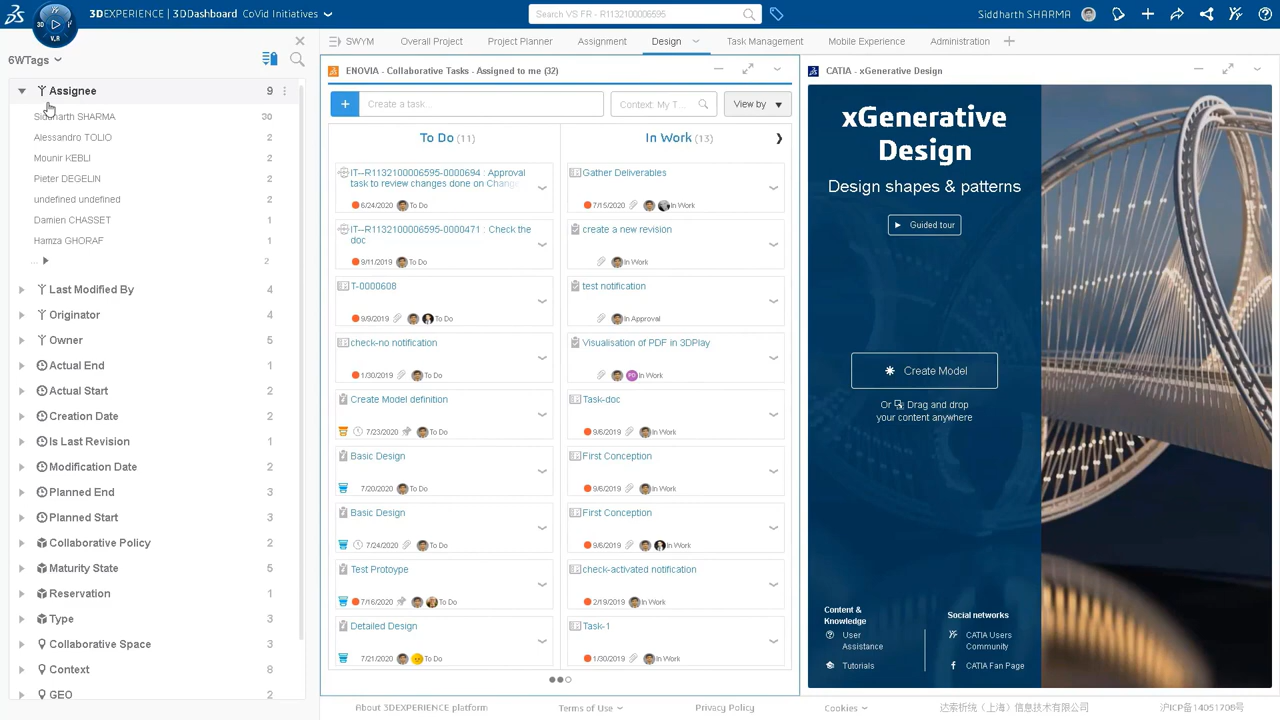 3DEXPERIENCE | 3DDashboard CoVid Initiatives
Search VS FR - R1132100006595
Siddharth SHARMA
3D
V.R
6WTags
Assignee 9
Siddharth SHARMA 30
Alessandro TOLIO 2
Mounir KEBLI 2
Pieter DEGELIN 2
undefined undefined 2
Damien CHASSET 1
Hamza GHORAF 1
... 2
Last Modified By 4
Originator 4
Owner 5
Actual End 1
Actual Start 2
Creation Date 2
Is Last Revision 1
Modification Date 2
Planned End 3
Planned Start 3
Collaborative Policy 2
Maturity State 5
Reservation 1
Type 3
Collaborative Space 3
Context 8
GEO 2
SWYM Overall Project Project Planner Assignment Design Task Management Mobile Experience Administration
ENOVIA - Collaborative Tasks - Assigned to me (32)
Create a task...
Context: My T...
View by
To Do (11)
IT--R1132100006595-0000694 : Approval
task to review changes done on Chang
6/24/2020 To Do
IT--R1132100006595-0000471 : Check the
doc
9/11/2019 To Do
T-0000608
9/9/2019 To Do
check-no notification
1/30/2019 To Do
Create Model definition
7/23/2020 To Do
Basic Design
7/20/2020 To Do
Basic Design
7/24/2020 To Do
Test Protoype
7/16/2020 To Do
Detailed Design
7/21/2020 To Do
In Work (13)
Gather Deliverables
7/15/2020 In Work
create a new revision
In Work
test notification
In Approval
Visualisation of PDF in 3DPlay
PD In Work
Task-doc
9/6/2019 In Work
First Conception
9/6/2019 In Work
First Conception
9/6/2019 In Work
check-activated notification
2/19/2019 In Work
Task-1
1/30/2019 In Work
CATIA - xGenerative Design
xGenerative
Design
Design shapes & patterns
Guided tour
Create Model
Or Drag and drop
your content anywhere
Content &
Knowledge
User
Assistance
Tutorials
Social networks
CATIA Users
Community
CATIA Fan Page
About 3DEXPERIENCE platform Terms of Use Privacy Policy Cookies 达索析统（上海）信息技术有限公司 沪ICP备14051708号